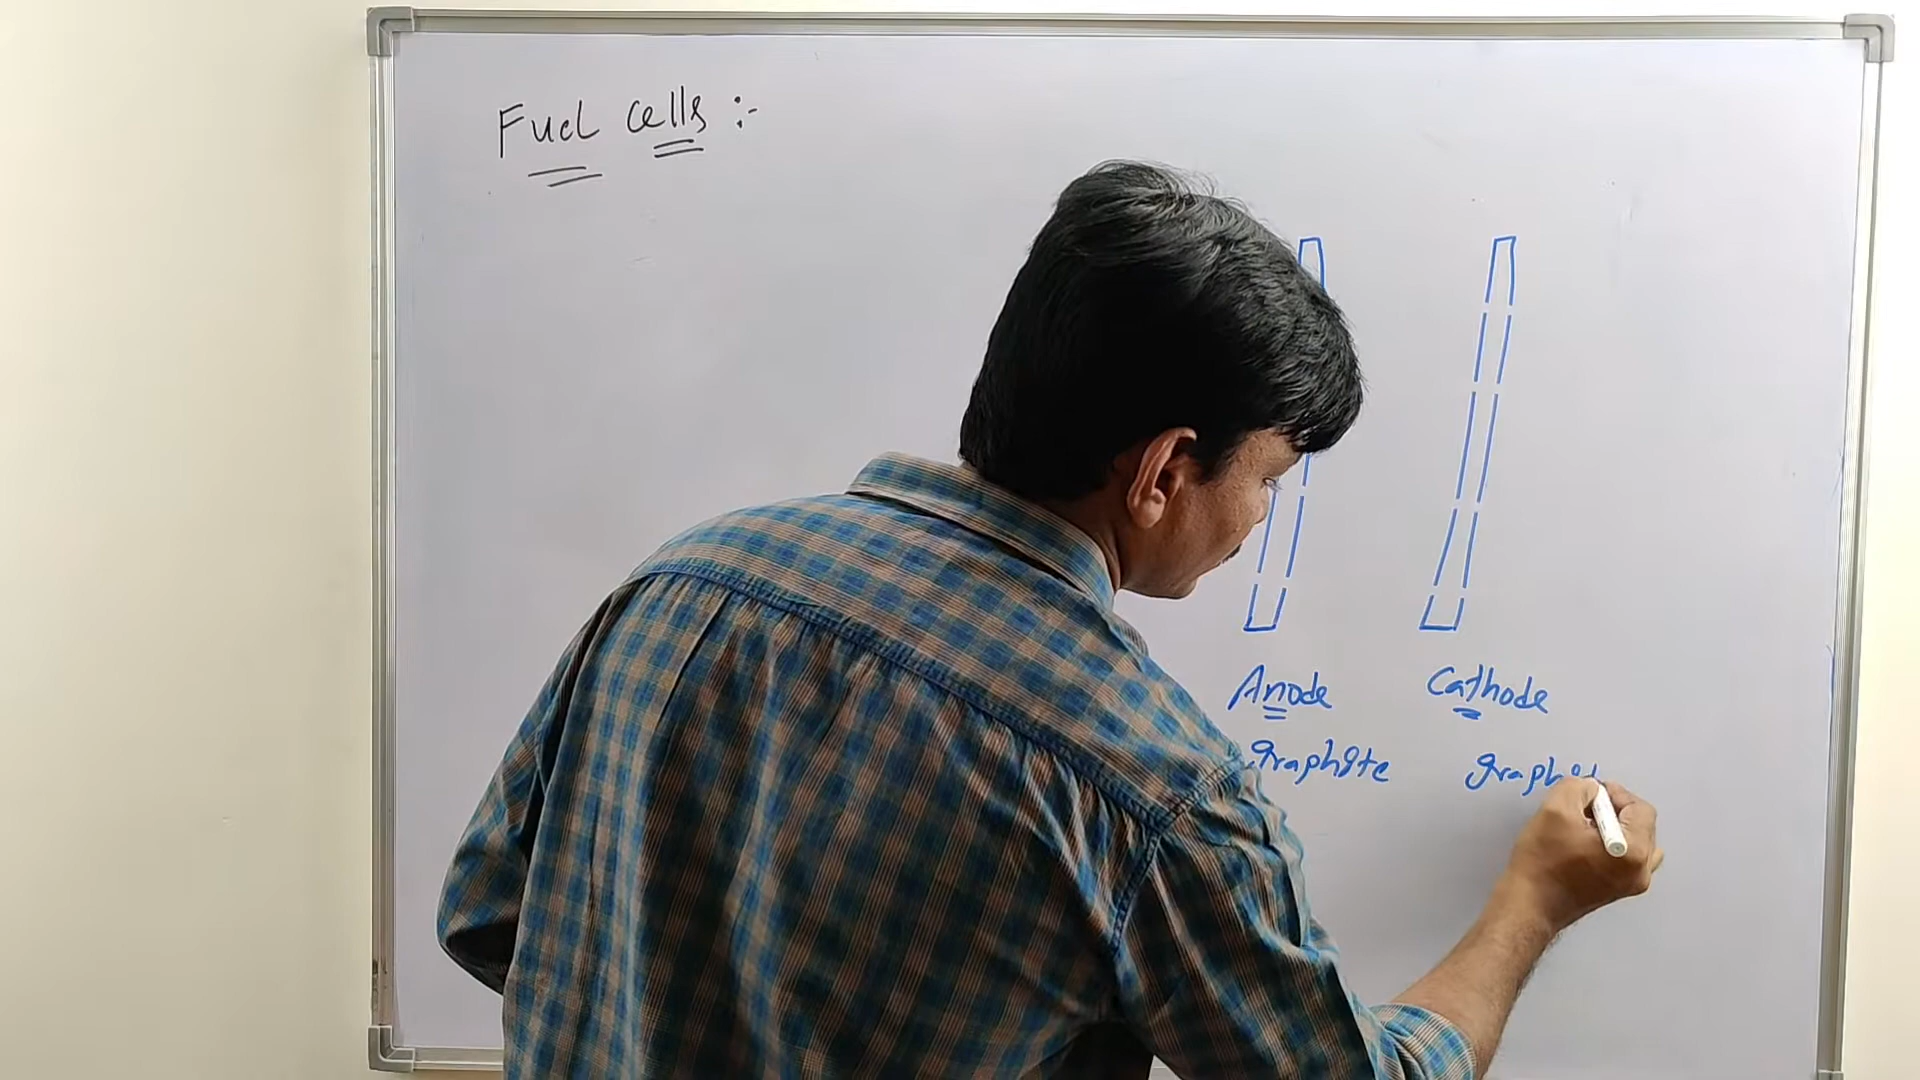 Fuel cells :-
Anode Cathode
graphite